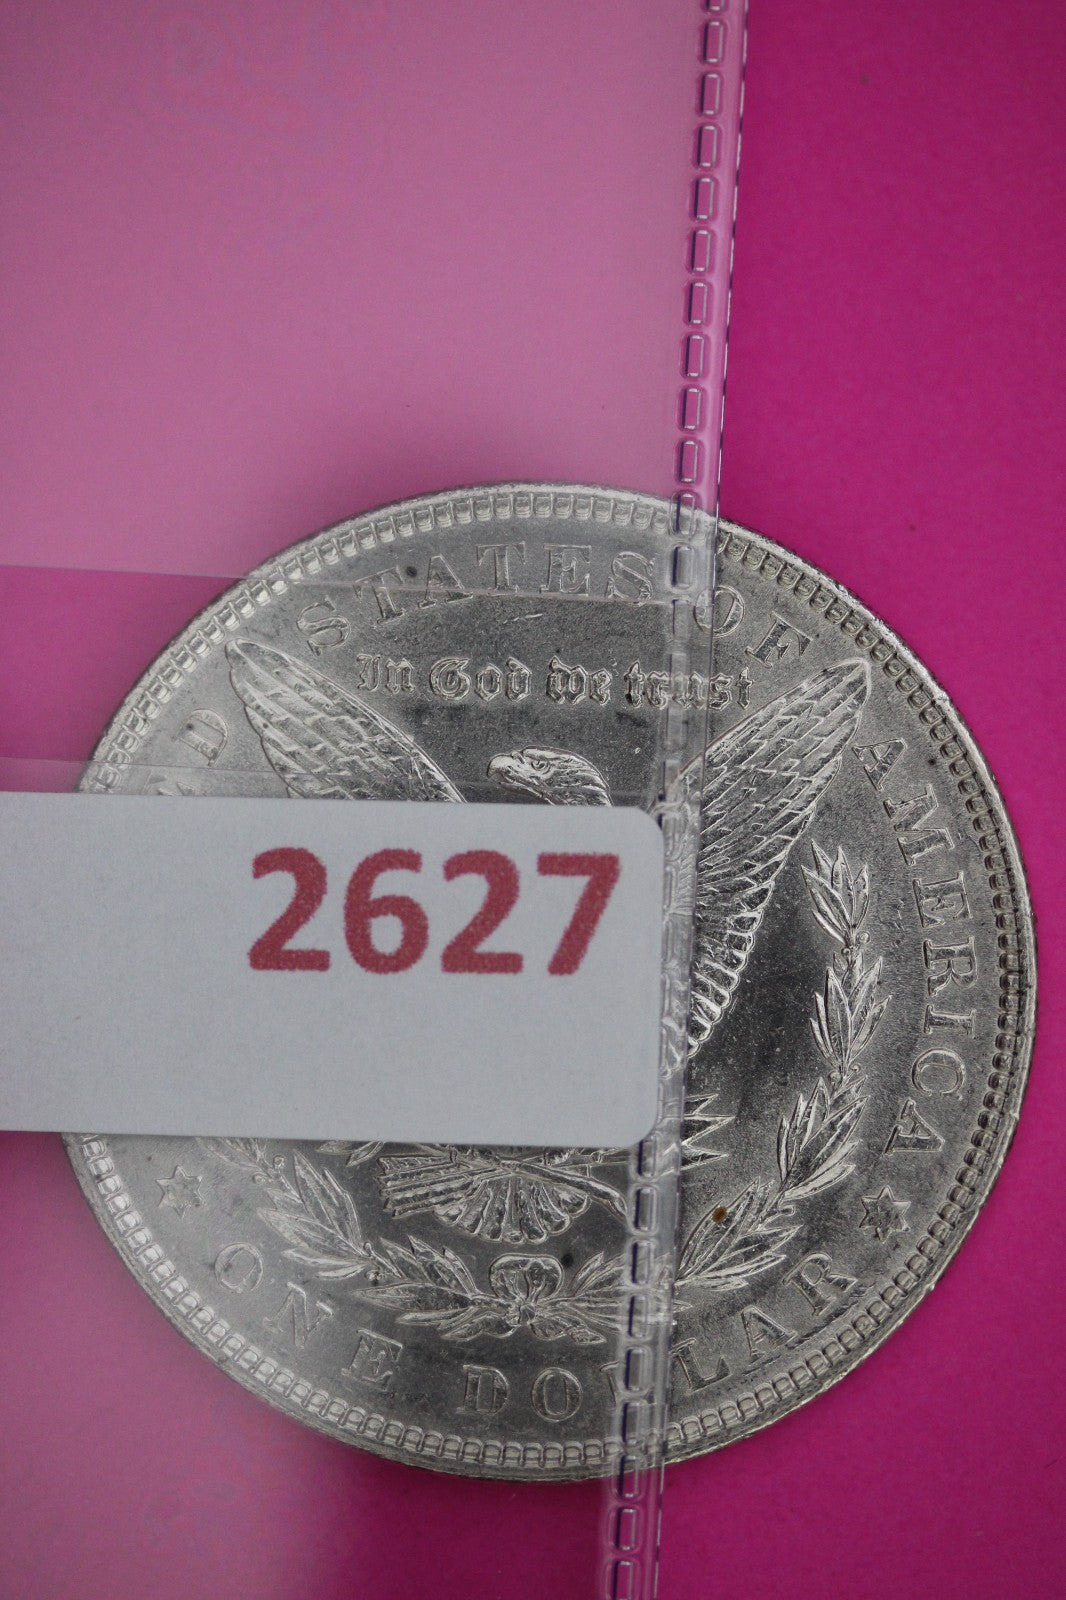 D STATES OF AMERICA
In God we trust
2627
ONE DOLLAR